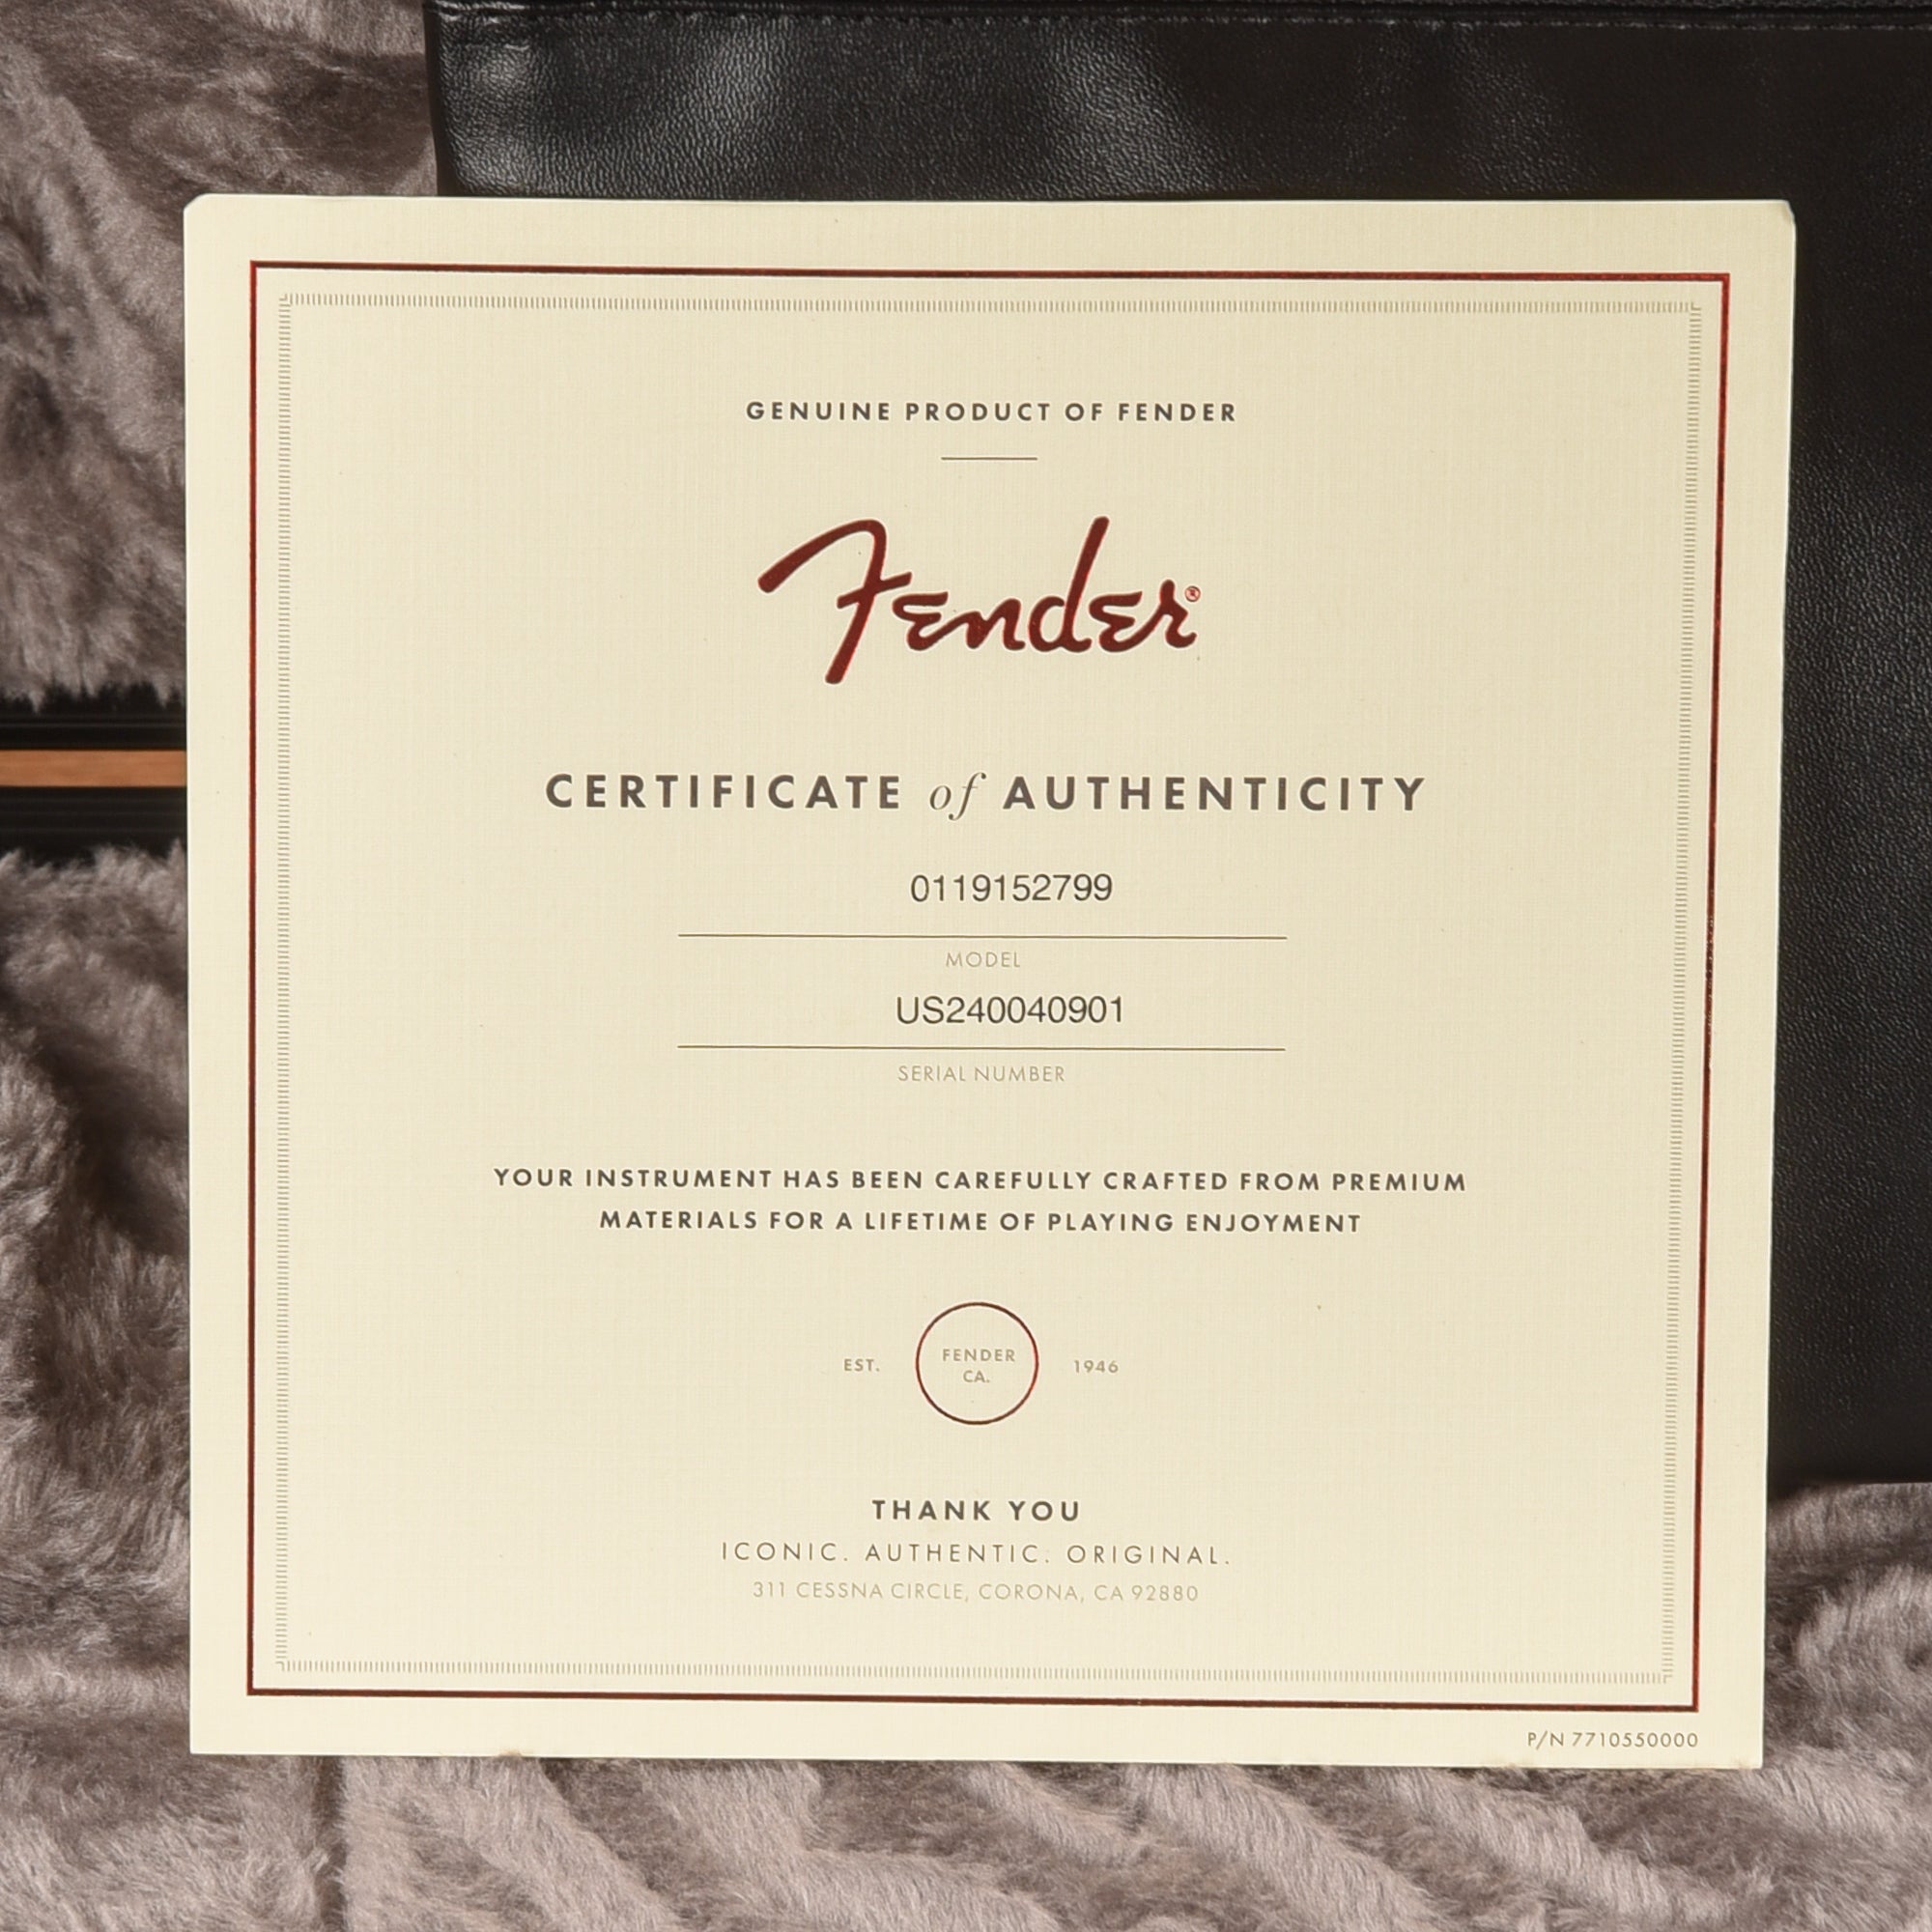 GENUINE PRODUCT OF FENDER
Fender®
CERTIFICATE of AUTHENTICITY
0119152799
MODEL
US240040901
SERIAL NUMBER
YOUR INSTRUMENT HAS BEEN CAREFULLY CRAFTED FROM PREMIUM
MATERIALS FOR A LIFETIME OF PLAYING ENJOYMENT
EST. FENDER 1946
CA.
THANK YOU
ICONIC. AUTHENTIC. ORIGINAL.
311 CESSNA CIRCLE, CORONA, CA 92880
P/N 7710550000